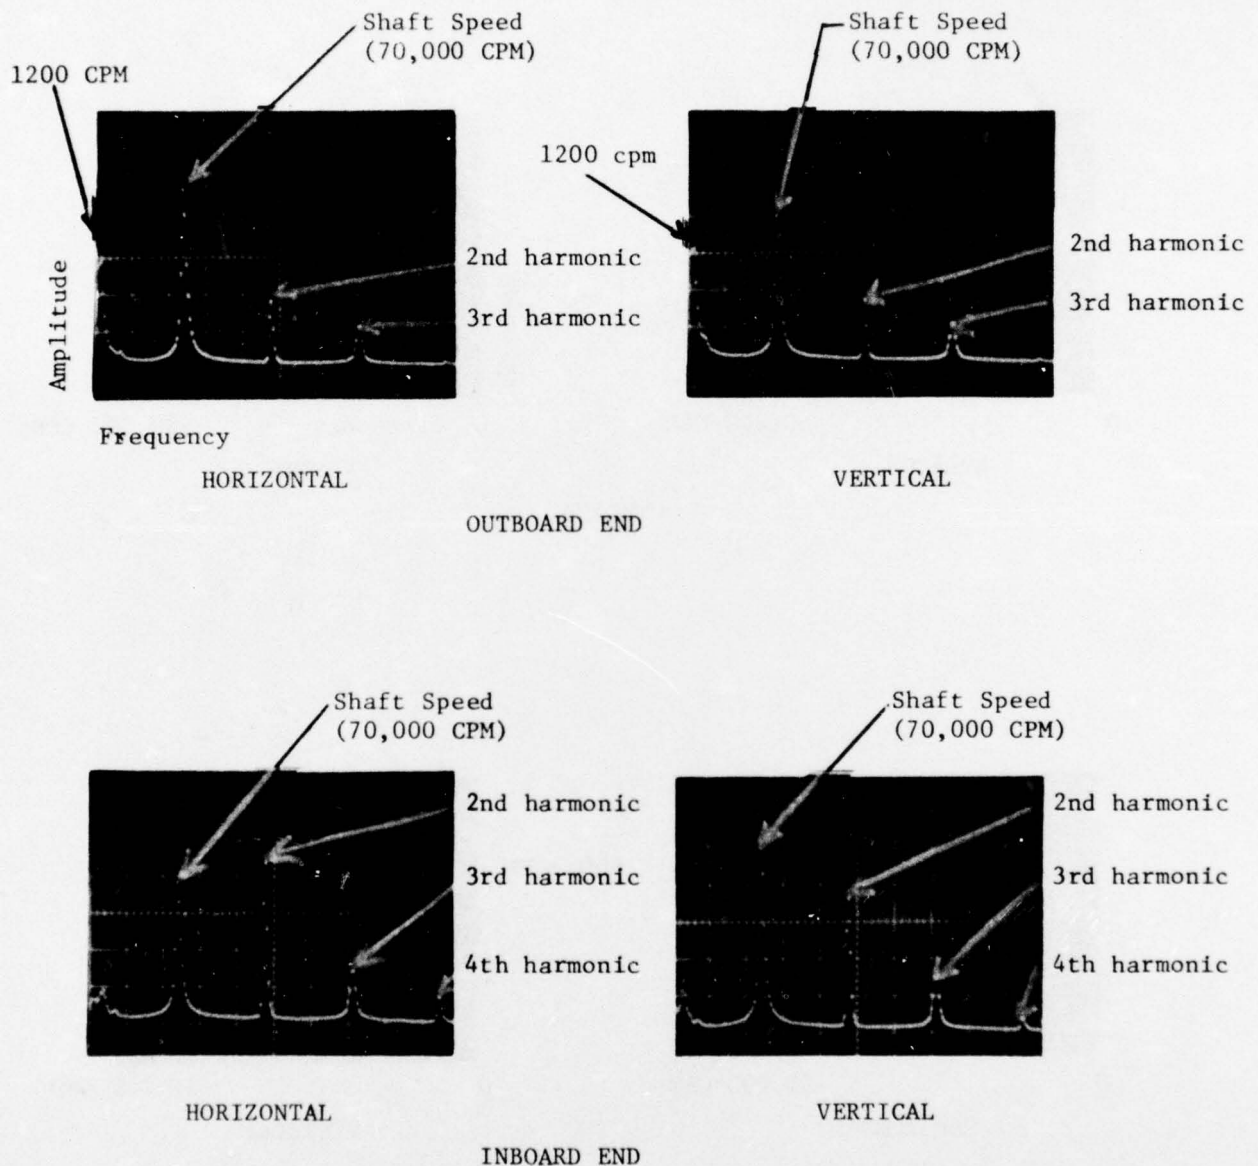 Shaft Speed
(70,000 CPM)
Shaft Speed
(70,000 CPM)
1200 CPM
1200 cpm
2nd harmonic
3rd harmonic
2nd harmonic
3rd harmonic
Amplitude
Frequency
HORIZONTAL
VERTICAL
OUTBOARD END
Shaft Speed
(70,000 CPM)
Shaft Speed
(70,000 CPM)
2nd harmonic
3rd harmonic
4th harmonic
2nd harmonic
3rd harmonic
4th harmonic
HORIZONTAL
VERTICAL
INBOARD END